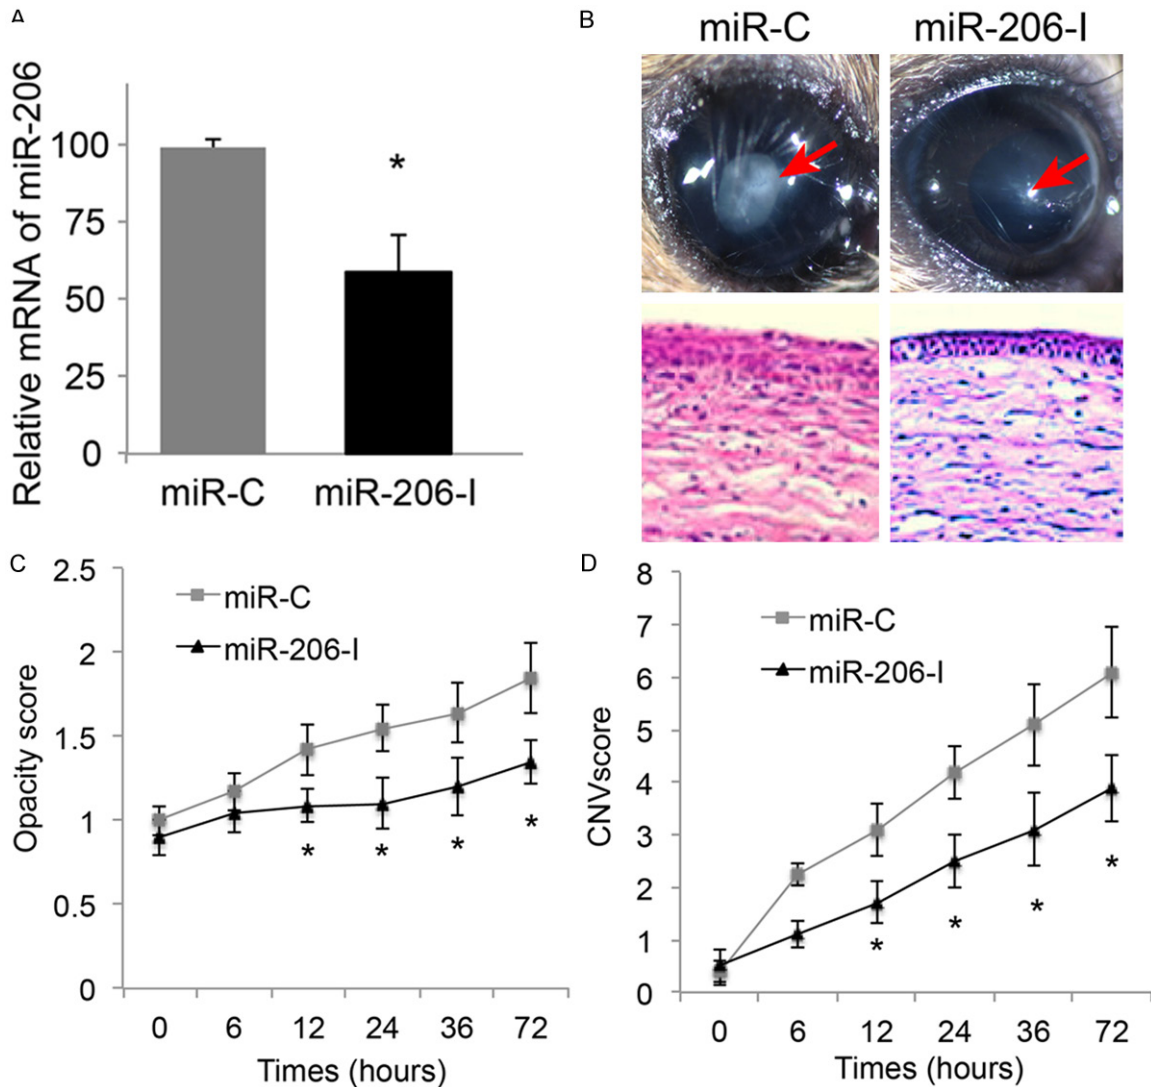 A
Relative mRNA of miR-206
100
75
50
25
0
*
miR-C
miR-206-I
B
miR-C
miR-206-I
C
2.5
2
1.5
1
0.5
0
Opacity score
miR-C
miR-206-I
* * * *
0 6 12 24 36 72
Times (hours)
D
8
7
6
5
4
3
2
1
0
CNVscore
miR-C
miR-206-I
* * * *
0 6 12 24 36 72
Times (hours)